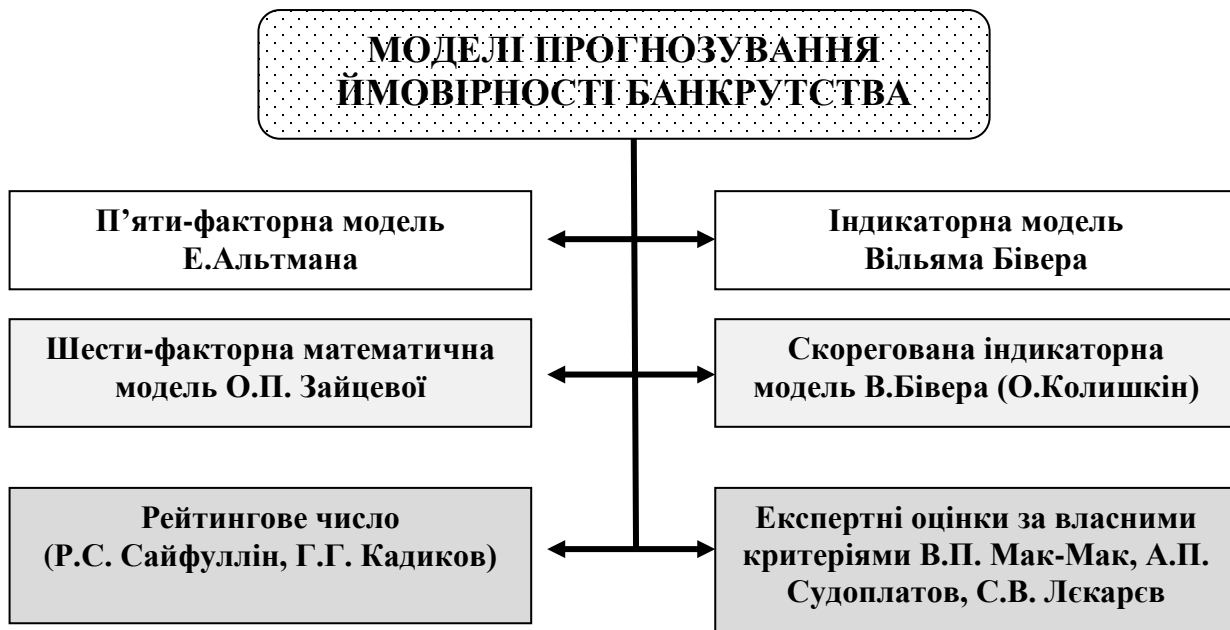 МОДЕЛІ ПРОГНОЗУВАННЯ
ЙМОВІРНОСТІ БАНКРУТСТВА
П’яти-факторна модель
Е.Альтмана
Індикаторна модель
Вільяма Бівера
Шести-факторна математична
модель О.П. Зайцевої
Скорегована індикаторна
модель В.Бівера (О.Колишкін)
Рейтингове число
(Р.С. Сайфуллін, Г.Г. Кадиков)
Експертні оцінки за власними
критеріями В.П. Мак-Мак, А.П.
Судоплатов, С.В. Лєкарєв